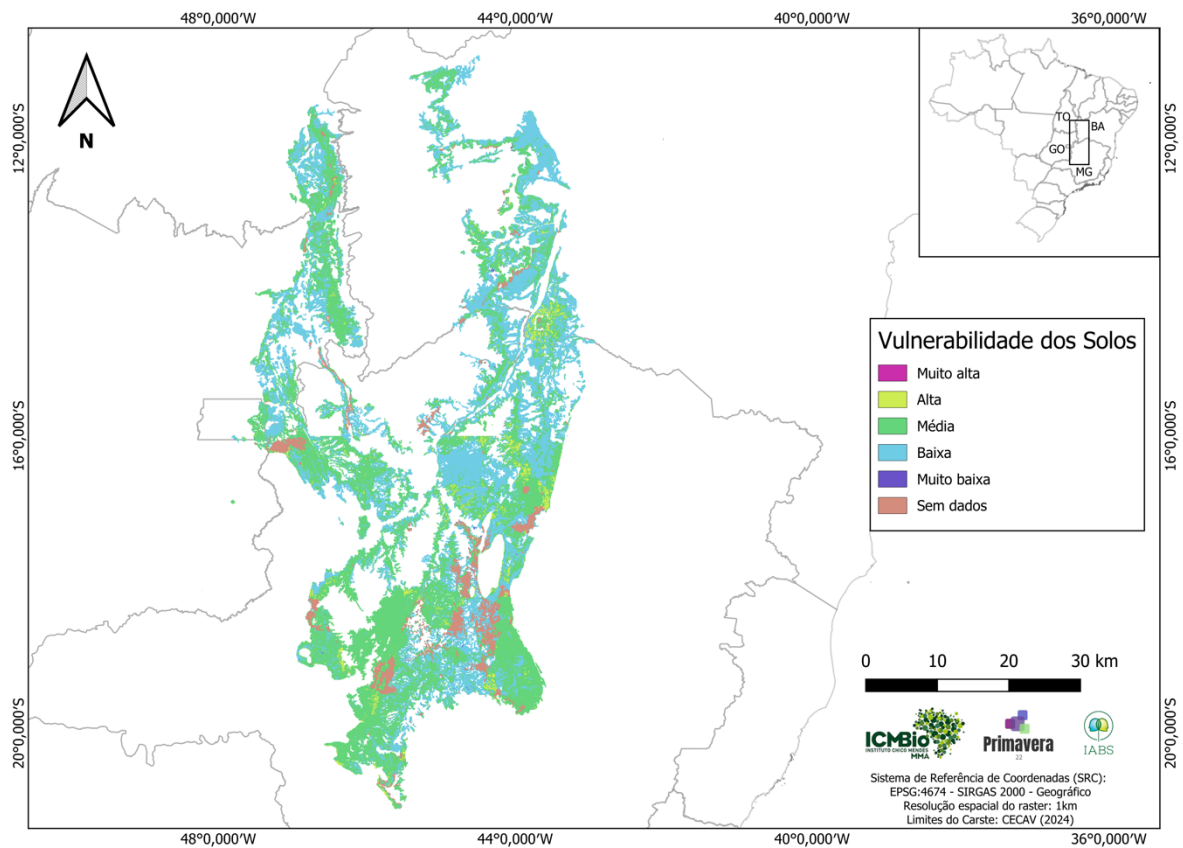 48°0,000'W 44°0,000'W 40°0,000'W 36°0,000'W
N
12°0,000'S
12°0,000'S
TO
BA
GO
MG
Vulnerabilidade dos Solos
Muito alta
Alta
Média
Baixa
Muito baixa
Sem dados
16°0,000'S
16°0,000'S
0 10 20 30 km
20°0,000'S
20°0,000'S
ICMBio
INSTITUTO CHICO MENDES
MMA
Primavera
22
IABS
Sistema de Referência de Coordenadas (SRC):
EPSG:4674 - SIRGAS 2000 - Geográfico
Resolução espacial do raster: 1km
Limites do Carste: CECAV (2024)
48°0,000'W 44°0,000'W 40°0,000'W 36°0,000'W